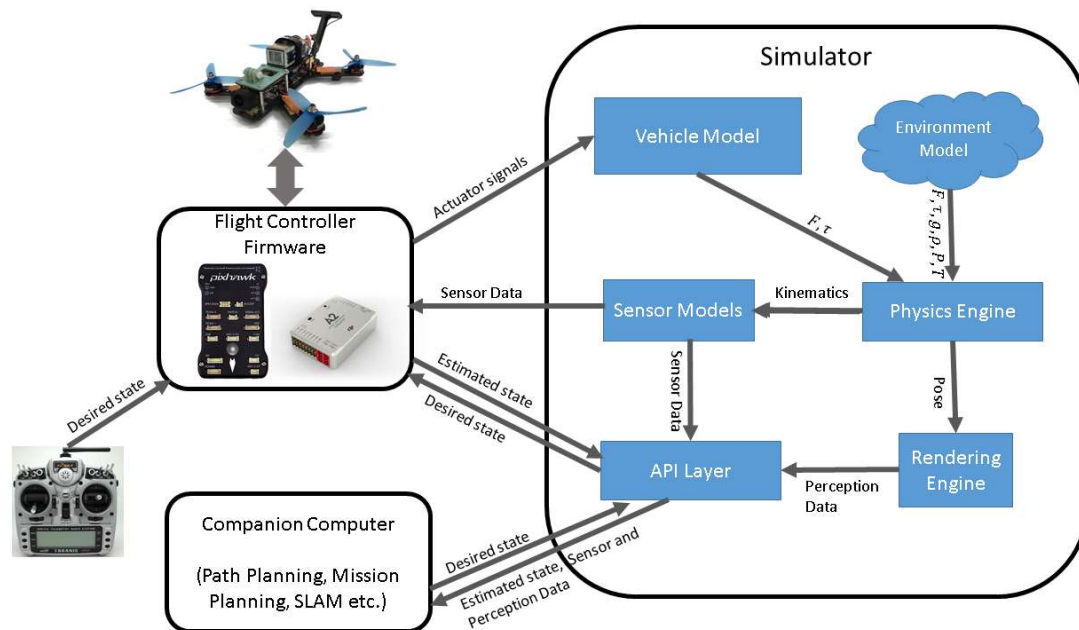 Simulator
Vehicle Model
Environment
Model
Actuator signals
F, τ
F, τ, g, ρ, P, T
Flight Controller
Firmware
pixhawk
A2
Sensor Data
Sensor Models
Kinematics
Physics Engine
Desired state
Estimated state
Desired state
Sensor
Data
Pose
API Layer
Perception
Data
Rendering
Engine
Companion Computer
(Path Planning, Mission
Planning, SLAM etc.)
Desired state
Estimated state, Sensor and
Perception Data
TARANIS